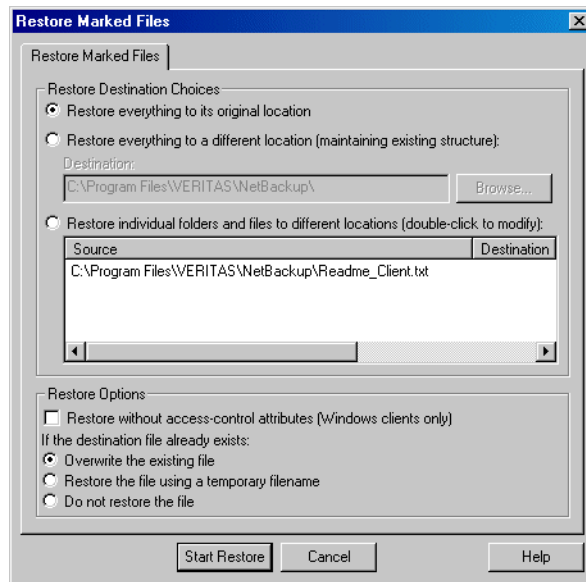 Restore Marked Files
Restore Marked Files
Restore Destination Choices
Restore everything to its original location
Restore everything to a different location (maintaining existing structure):
Destination:
C:\Program Files\VERITAS\NetBackup\ Browse...
Restore individual folders and files to different locations (double-click to modify):
Source Destination
C:\Program Files\VERITAS\NetBackup\Readme_Client.txt
Restore Options
Restore without access-control attributes (Windows clients only)
If the destination file already exists:
Overwrite the existing file
Restore the file using a temporary filename
Do not restore the file
Start Restore Cancel Help